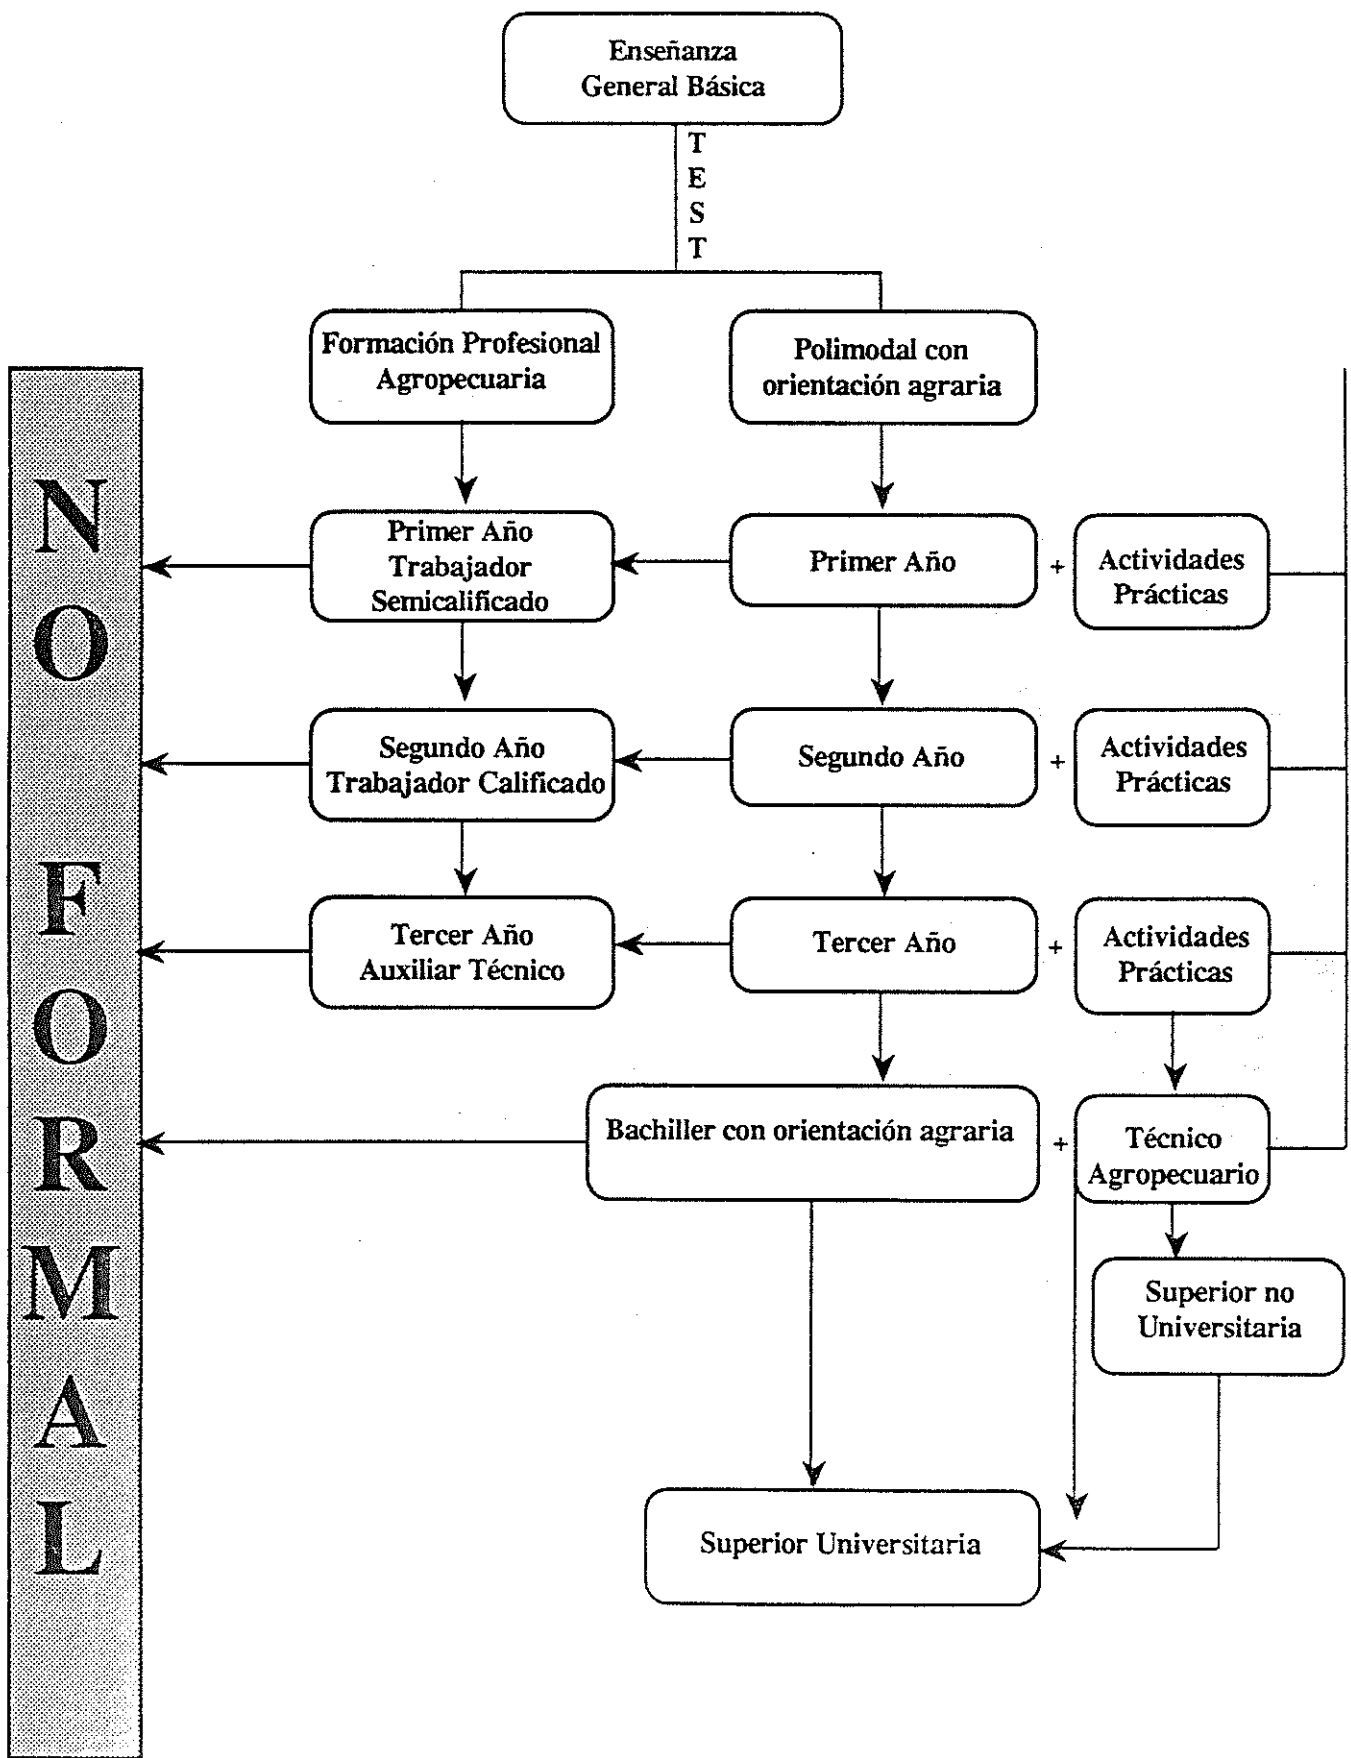 Enseñanza
General Básica
T
E
S
T
Formación Profesional
Agropecuaria
Polimodal con
orientación agraria
NO FORMAL
Primer Año
Trabajador
Semicalificado
Primer Año
+
Actividades
Prácticas
Segundo Año
Trabajador Calificado
Segundo Año
+
Actividades
Prácticas
Tercer Año
Auxiliar Técnico
Tercer Año
+
Actividades
Prácticas
Bachiller con orientación agraria
+
Técnico
Agropecuario
Superior no
Universitaria
Superior Universitaria